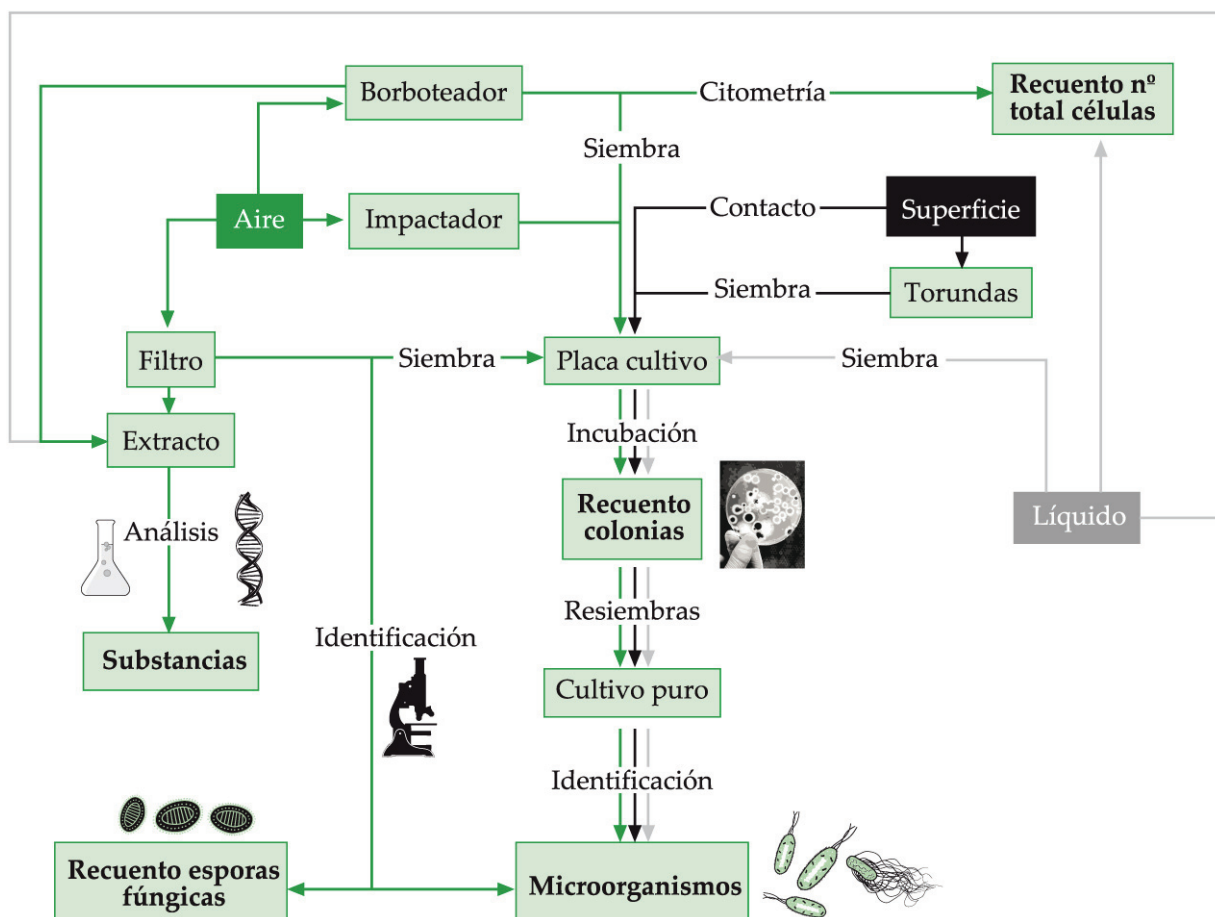 Borboteador
Citometría
Recuento nº
total células
Siembra
Aire
Impactador
Contacto
Superficie
Siembra
Torundas
Filtro
Siembra
Placa cultivo
Siembra
Extracto
Incubación
Análisis
Recuento
colonias
Líquido
Substancias
Identificación
Resiembras
Cultivo puro
Identificación
Recuento esporas
fúngicas
Microorganismos